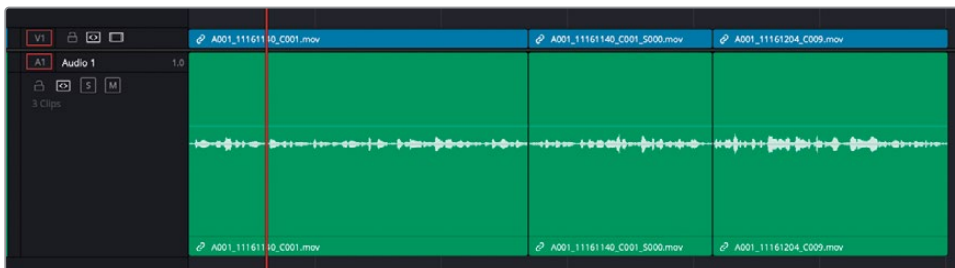 V1 A001_11161140_C001.mov A001_11161140_C001_S000.mov A001_11161204_C009.mov
A1 Audio 1 1.0
S M
3 Clips
A001_11161140_C001.mov A001_11161140_C001_S000.mov A001_11161204_C009.mov